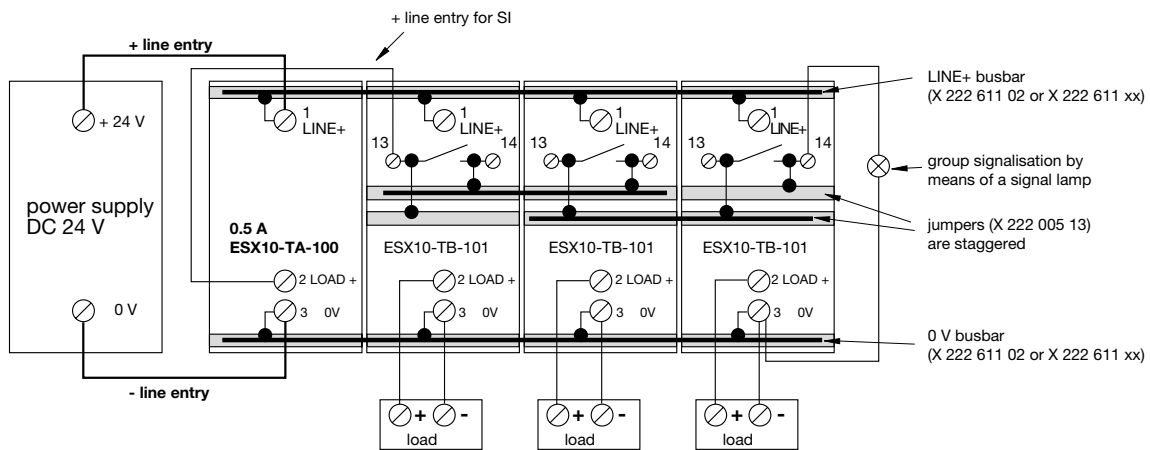 + line entry for SI
+ line entry
LINE+ busbar
(X 222 611 02 or X 222 611 xx)
+ 24 V
1
LINE+
1
LINE+
1
LINE+
1
LINE+
13
14
13
14
13
14
group signalisation by
means of a signal lamp
power supply
DC 24 V
0.5 A
ESX10-TA-100
ESX10-TB-101
ESX10-TB-101
ESX10-TB-101
jumpers (X 222 005 13)
are staggered
2 LOAD +
2 LOAD +
2 LOAD +
2 LOAD +
0 V
3 0V
3 0V
3 0V
3 0V
0 V busbar
(X 222 611 02 or X 222 611 xx)
- line entry
+ -
load
+ -
load
+ -
load